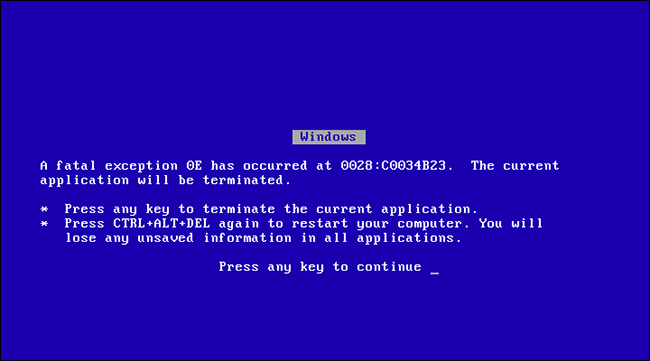 Windows
A fatal exception 0E has occurred at 0028:C0034B23. The current
application will be terminated.
* Press any key to terminate the current application.
* Press CTRL+ALT+DEL again to restart your computer. You will
lose any unsaved information in all applications.
Press any key to continue _